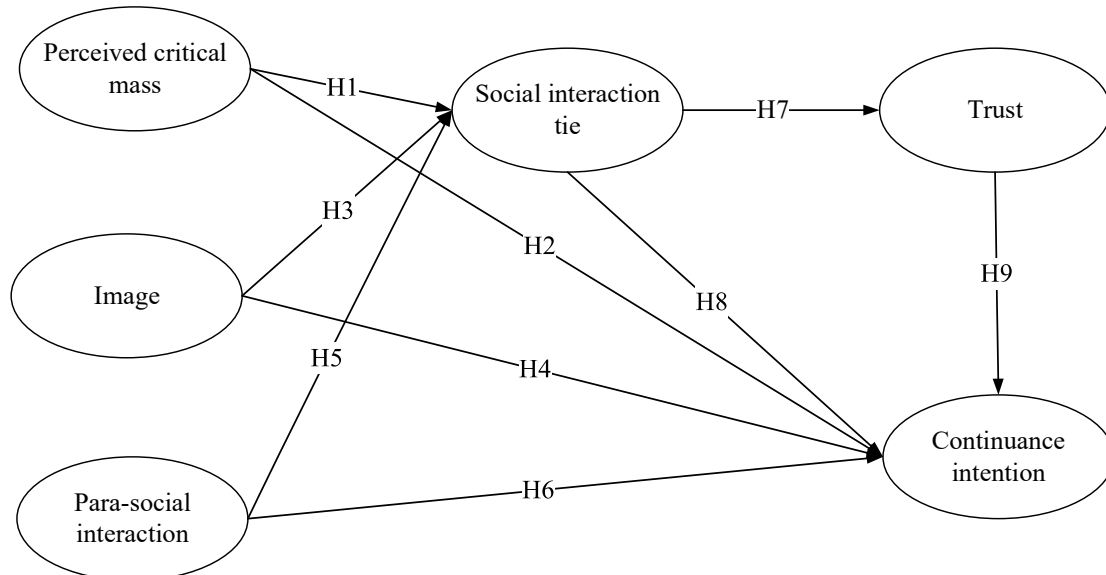 Perceived critical
mass
H1
Social interaction
tie
H7
Trust
H3
H2
H9
Image
H8
H5
H4
Continuance
intention
Para-social
interaction
H6